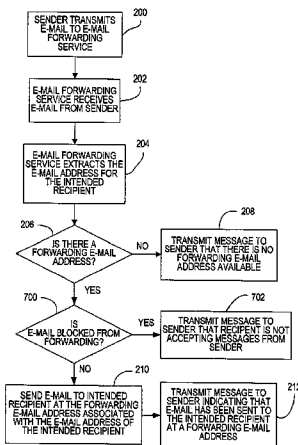 200
SENDER TRANSMITS
E-MAIL TO E-MAIL
FORWARDING
SERVICE
202
E-MAIL FORWARDING
SERVICE RECEIVES
E-MAIL FROM SENDER
204
E-MAIL FORWARDING
SERVICE EXTRACTS THE
E-MAIL ADDRESS FOR
THE INTENDED
RECIPIENT
206
IS THERE A
FORWARDING E-MAIL
ADDRESS?
NO
208
TRANSMIT MESSAGE TO
SENDER THAT THERE IS NO
FORWARDING E-MAIL
ADDRESS AVAILABLE
YES
700
IS
E-MAIL BLOCKED FROM
FORWARDING?
YES
702
TRANSMIT MESSAGE TO
SENDER THAT RECIPIENT IS
NOT ACCEPTING MESSAGES FROM
SENDER
NO
210
SEND E-MAIL TO INTENDED
RECIPIENT AT THE FORWARDING
E-MAIL ADDRESS ASSOCIATED
WITH THE E-MAIL ADDRESS OF
THE INTENDED RECIPIENT
212
TRANSMIT MESSAGE TO
SENDER INDICATING THAT
E-MAIL HAS BEEN SENT TO
THE INTENDED RECIPIENT
AT A FORWARDING E-MAIL
ADDRESS